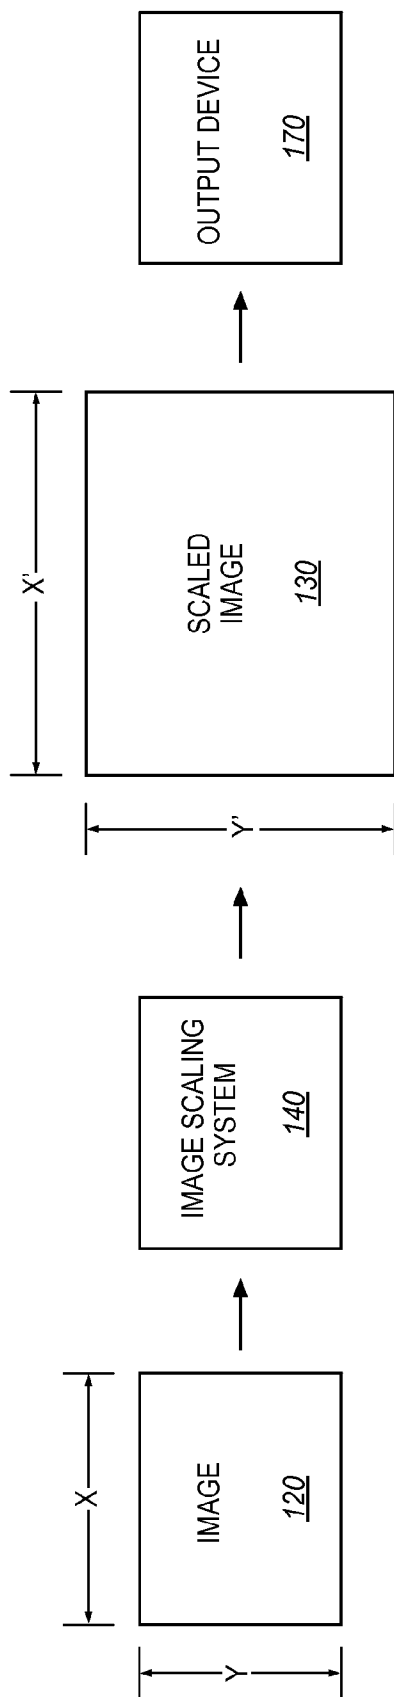 X
Y
IMAGE
120
IMAGE SCALING
SYSTEM
140
X'
Y'
SCALED
IMAGE
130
OUTPUT DEVICE
170